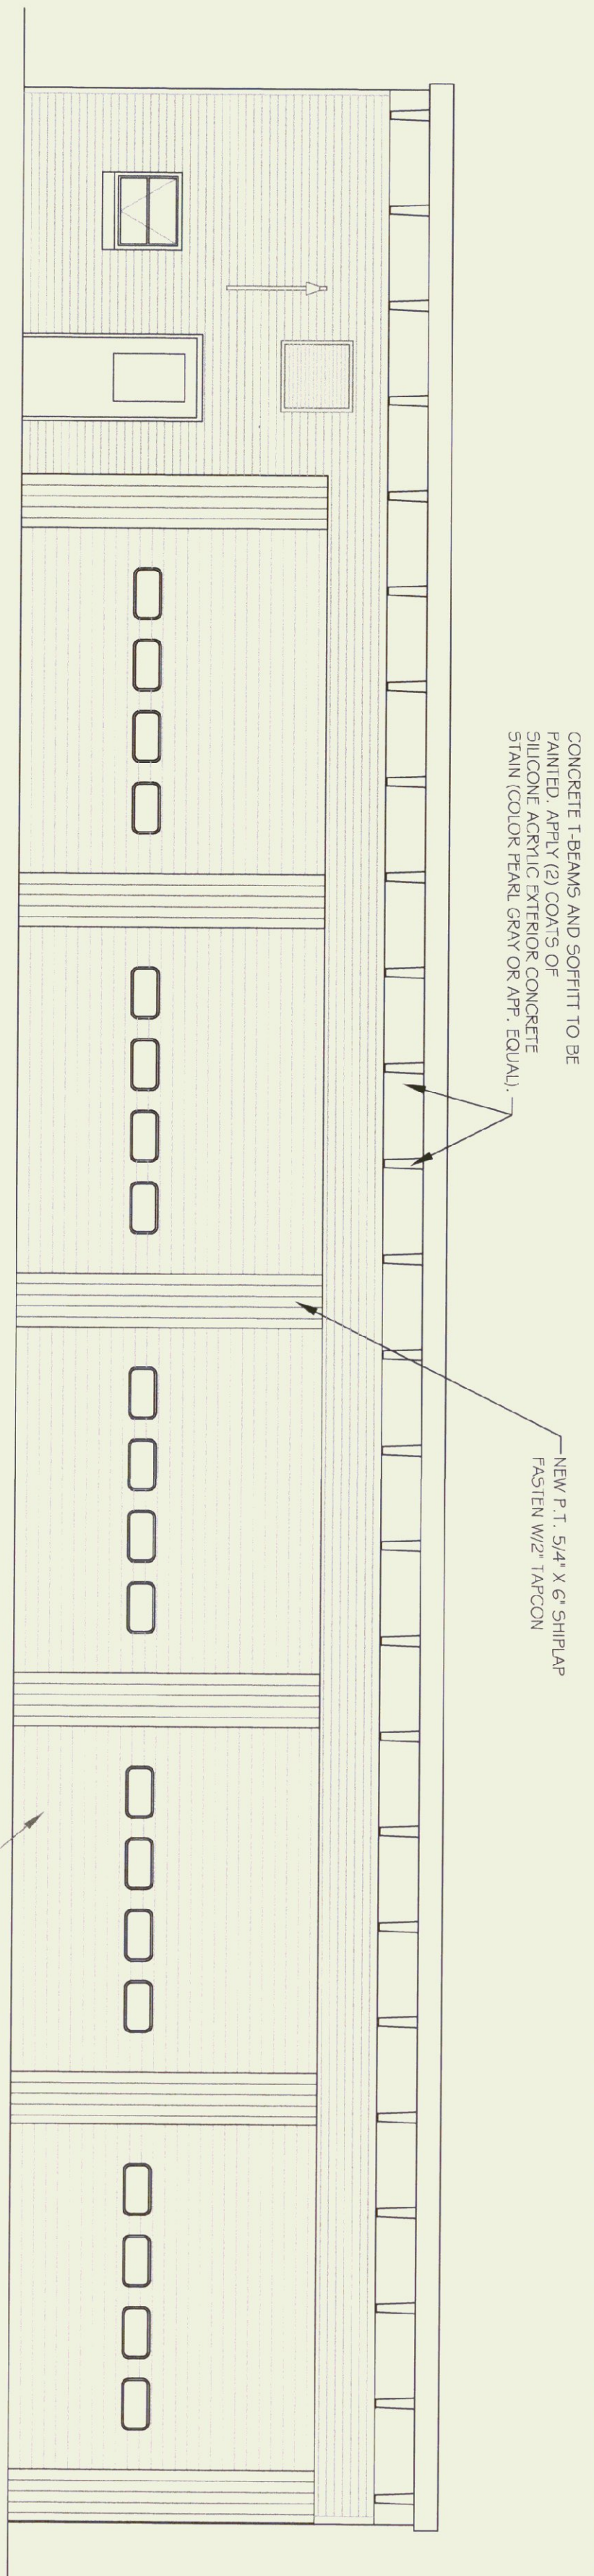 CONCRETE T-BEAMS AND SOFFITT TO BE
PAINTED. APPLY (2) COATS OF
SILICONE ACRYLIC EXTERIOR CONCRETE
STAIN (COLOR PEARL GRAY OR APP. EQUAL).
NEW P.T. 5/4" X 6" SHIPLAP
FASTEN W/2" TAPCON